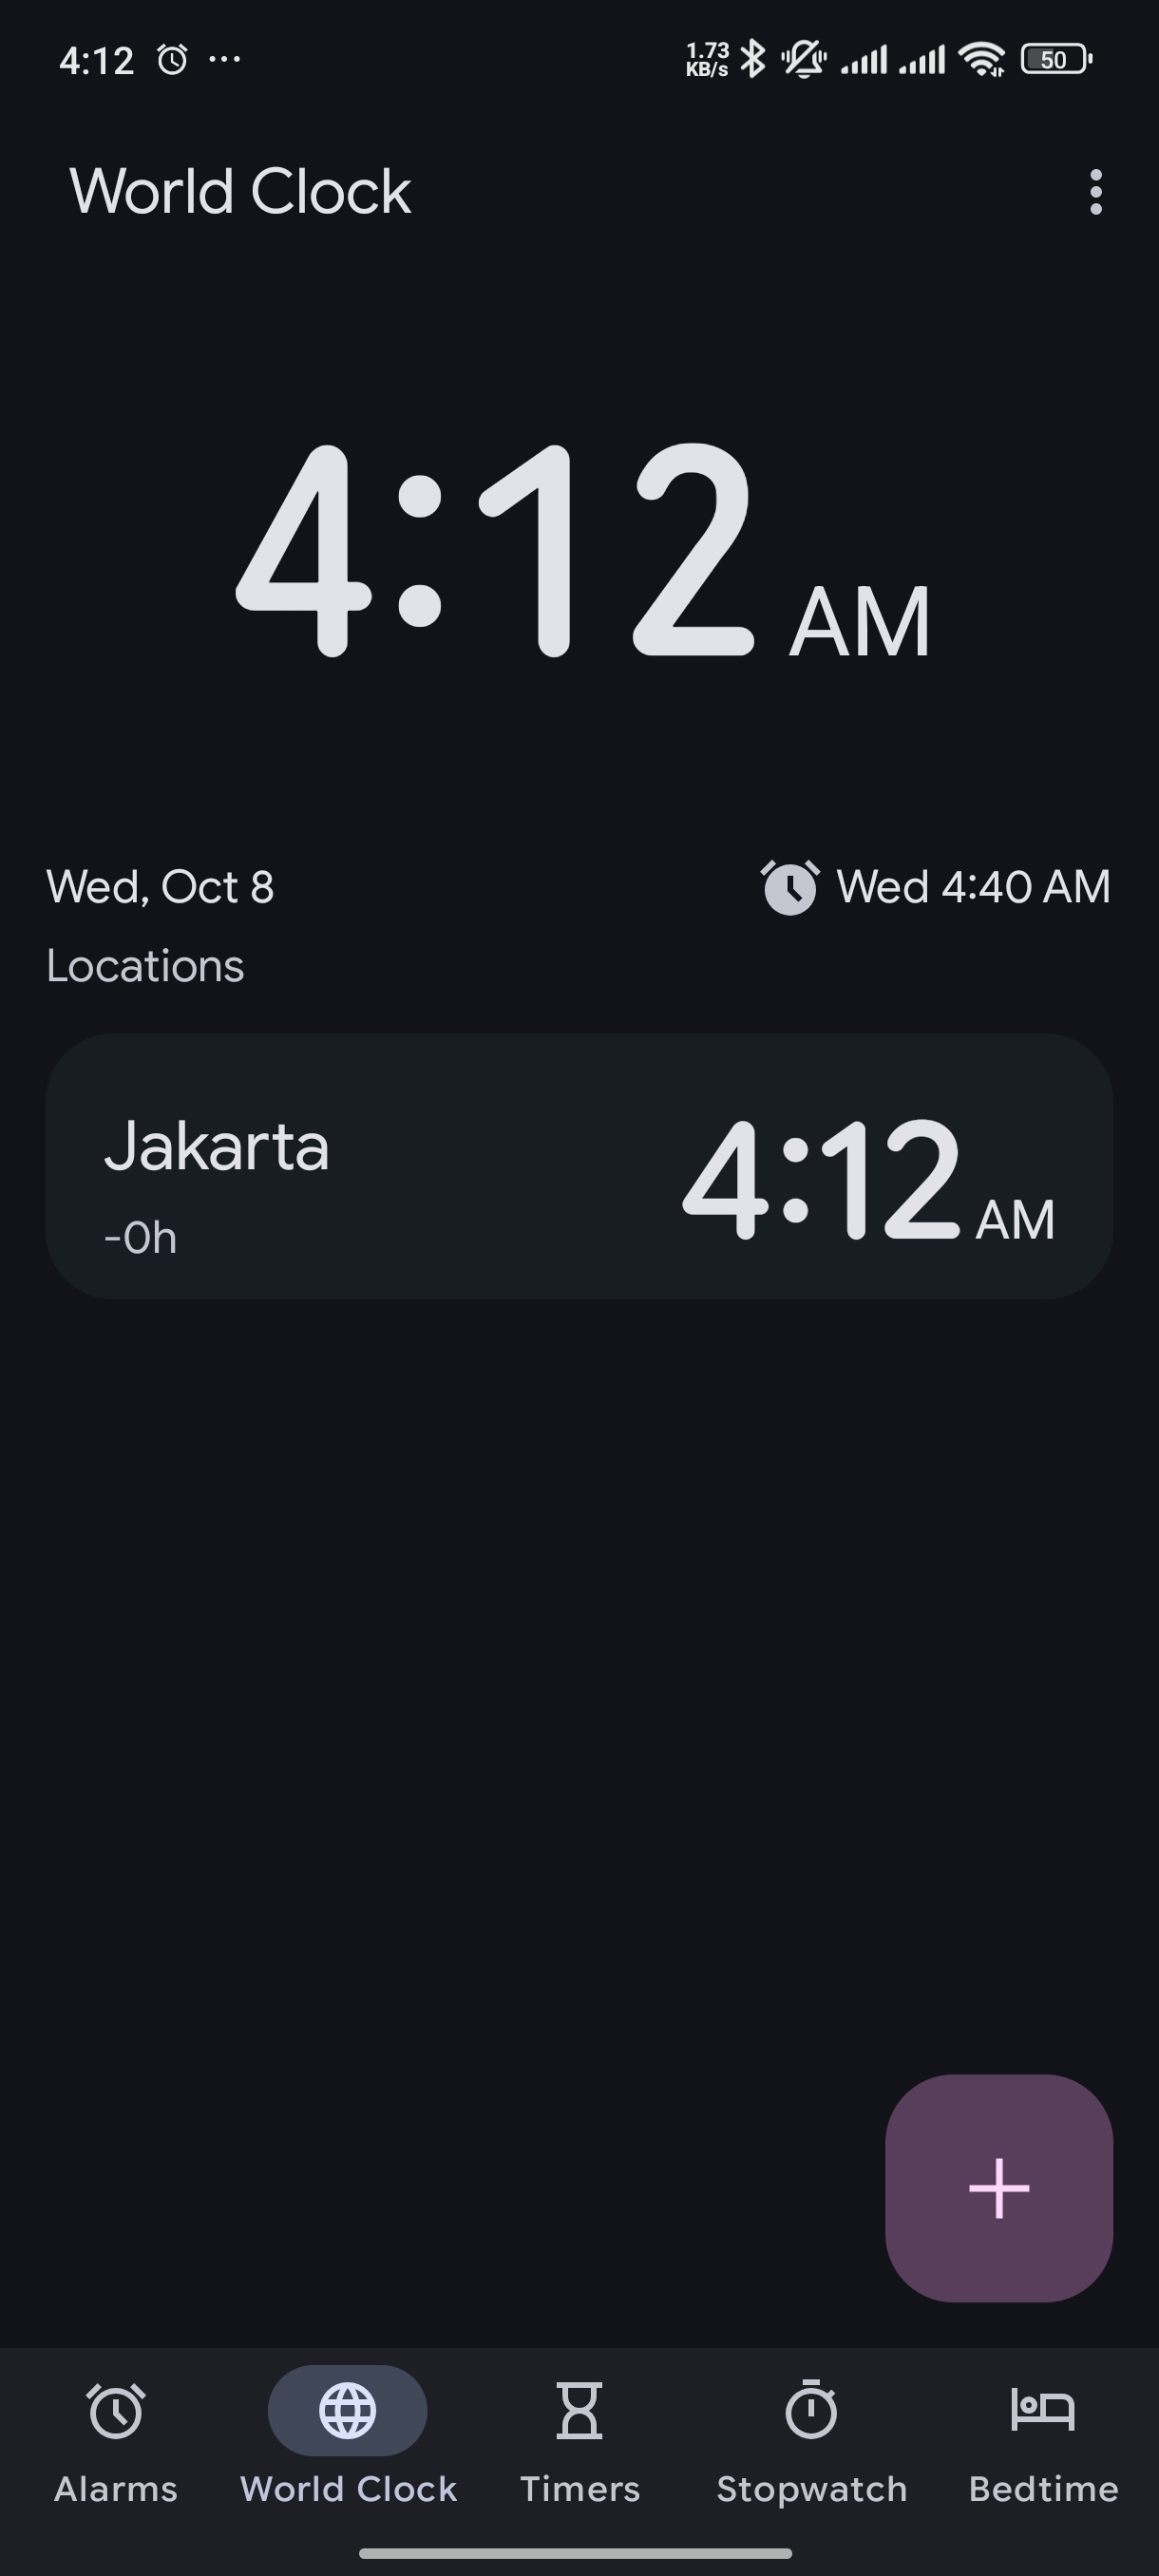 4:12 ...
1.73
KB/s
50
World Clock
4:12 AM
Wed, Oct 8
Wed 4:40 AM
Locations
Jakarta
4:12 AM
-0h
Alarms
World Clock
Timers
Stopwatch
Bedtime